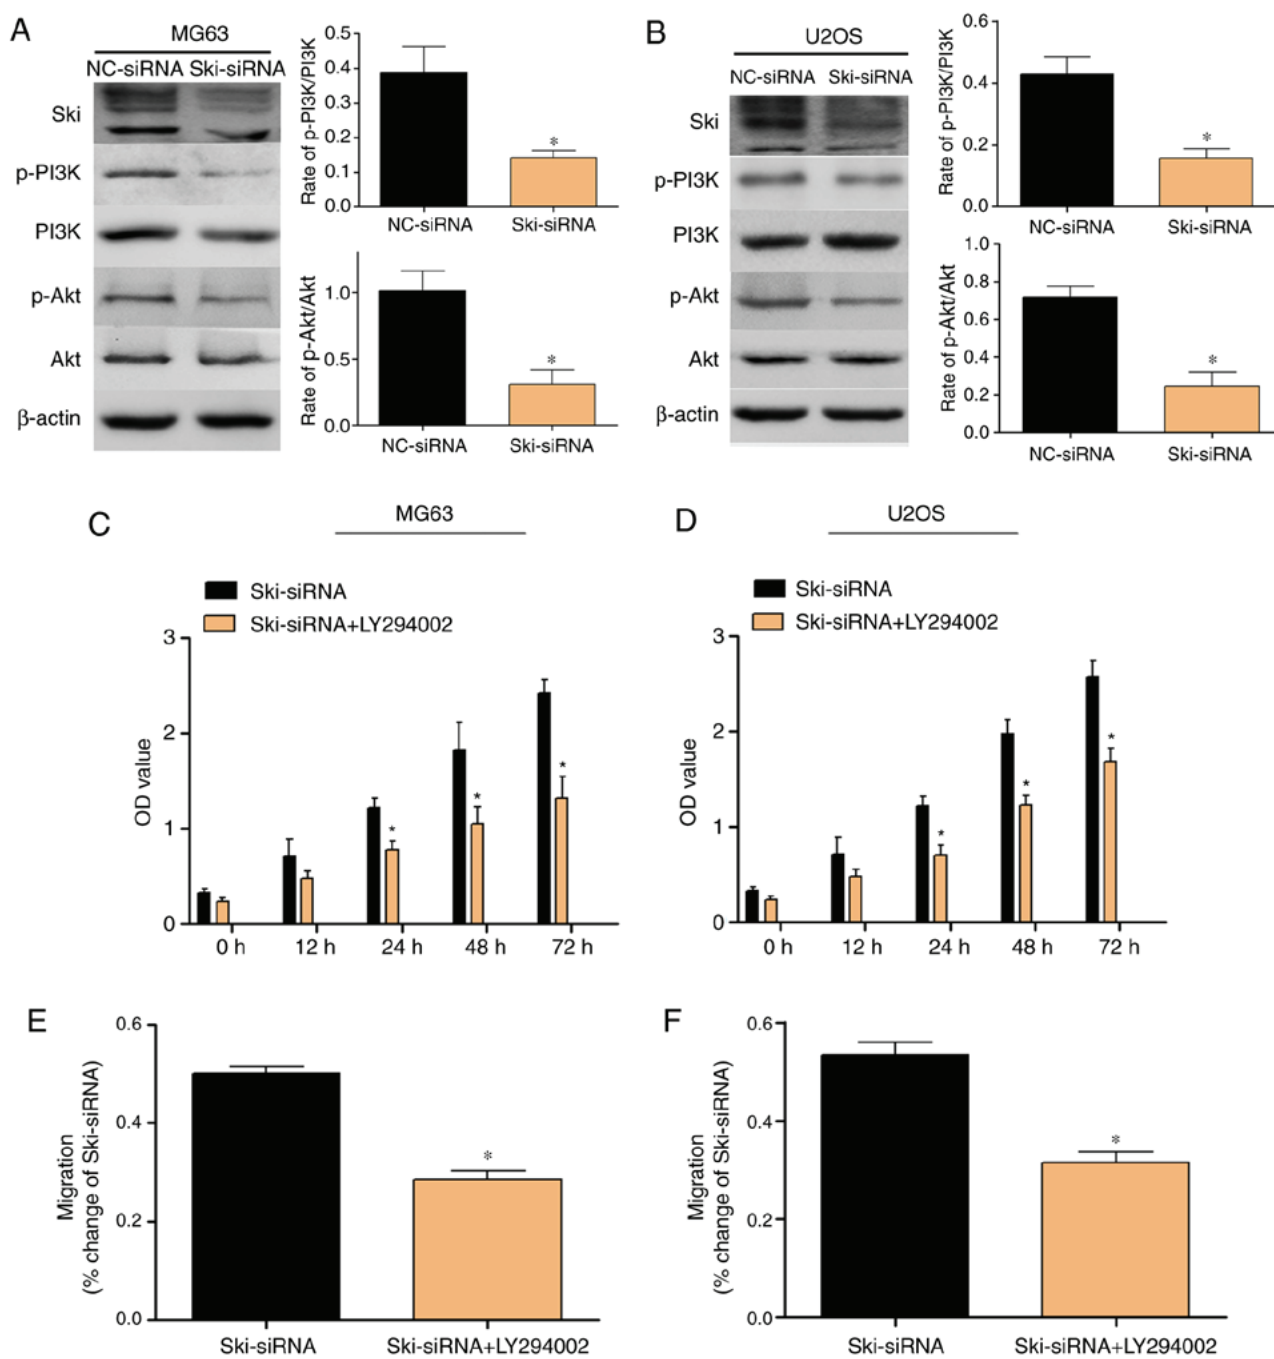 A
MG63
NC-siRNA Ski-siRNA
Ski
p-PI3K
PI3K
p-Akt
Akt
β-actin
Rate of p-PI3K/PI3K
0.5
0.4
0.3
0.2
0.1
0.0
*
NC-siRNA Ski-siRNA
Rate of p-Akt/Akt
1.0
0.5
0.0
*
NC-siRNA Ski-siRNA
B
U2OS
NC-siRNA Ski-siRNA
Ski
p-PI3K
PI3K
p-Akt
Akt
β-actin
Rate of p-PI3K/PI3K
0.6
0.4
0.2
0.0
*
NC-siRNA Ski-siRNA
Rate of p-Akt/Akt
1.0
0.8
0.6
0.4
0.2
0.0
*
NC-siRNA Ski-siRNA
C
MG63
Ski-siRNA
Ski-siRNA+LY294002
OD value
3
2
1
0
* * *
0 h 12 h 24 h 48 h 72 h
D
U2OS
Ski-siRNA
Ski-siRNA+LY294002
OD value
3
2
1
0
* * *
0 h 12 h 24 h 48 h 72 h
E
Migration
(% change of Ski-siRNA)
0.6
0.4
0.2
0.0
*
Ski-siRNA Ski-siRNA+LY294002
F
Migration
(% change of Ski-siRNA)
0.6
0.4
0.2
0.0
*
Ski-siRNA Ski-siRNA+LY294002